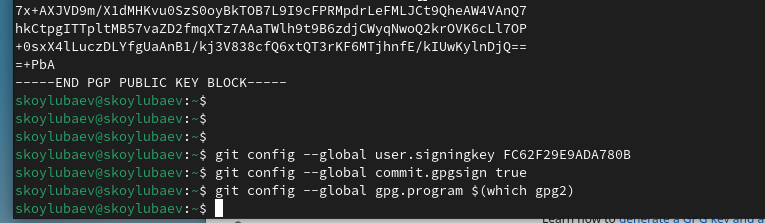 7x+AXJVD9m/X1dMHKvu0SzS0oyBkTOB7L9I9cFPRMpdrLeFMLJCt9QheAW4VAnQ7
hkCtpgITTpltMB57vaZD2fmqXTz7AAaTWlh9t9B6zdjCWyqNwoQ2krOVK6cLl7OP
+0sxX4lLuczDLYfgUaAnB1/kj3V838cfQ6xtQT3rKF6MTjhnfE/kIUwKylnDjQ==
=+PbA
-----END PGP PUBLIC KEY BLOCK-----
skoylubaev@skoylubaev:~$
skoylubaev@skoylubaev:~$
skoylubaev@skoylubaev:~$
skoylubaev@skoylubaev:~$ git config --global user.signingkey FC62F29E9ADA780B
skoylubaev@skoylubaev:~$ git config --global commit.gpgsign true
skoylubaev@skoylubaev:~$ git config --global gpg.program $(which gpg2)
skoylubaev@skoylubaev:~$